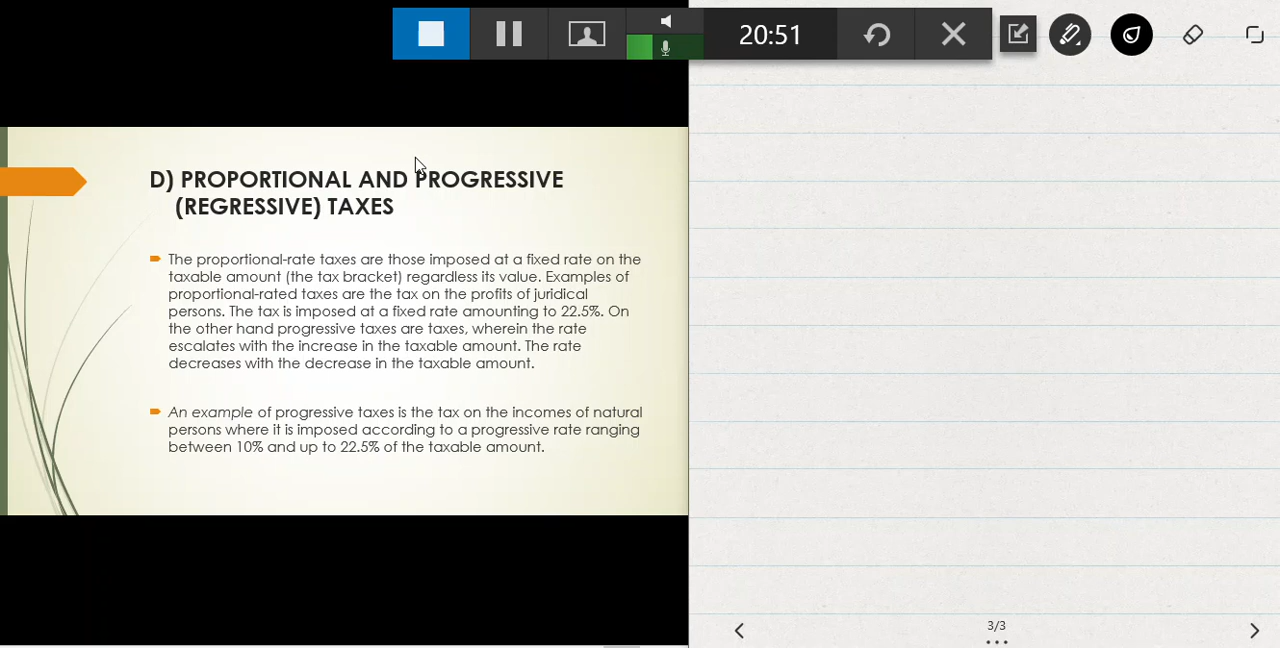 20:51
D) PROPORTIONAL AND PROGRESSIVE
(REGRESSIVE) TAXES
The proportional-rate taxes are those imposed at a fixed rate on the
taxable amount (the tax bracket) regardless its value. Examples of
proportional-rated taxes are the tax on the profits of juridical
persons. The tax is imposed at a fixed rate amounting to 22.5%. On
the other hand progressive taxes are taxes, wherein the rate
escalates with the increase in the taxable amount. The rate
decreases with the decrease in the taxable amount.
An example of progressive taxes is the tax on the incomes of natural
persons where it is imposed according to a progressive rate ranging
between 10% and up to 22.5% of the taxable amount.
3/3